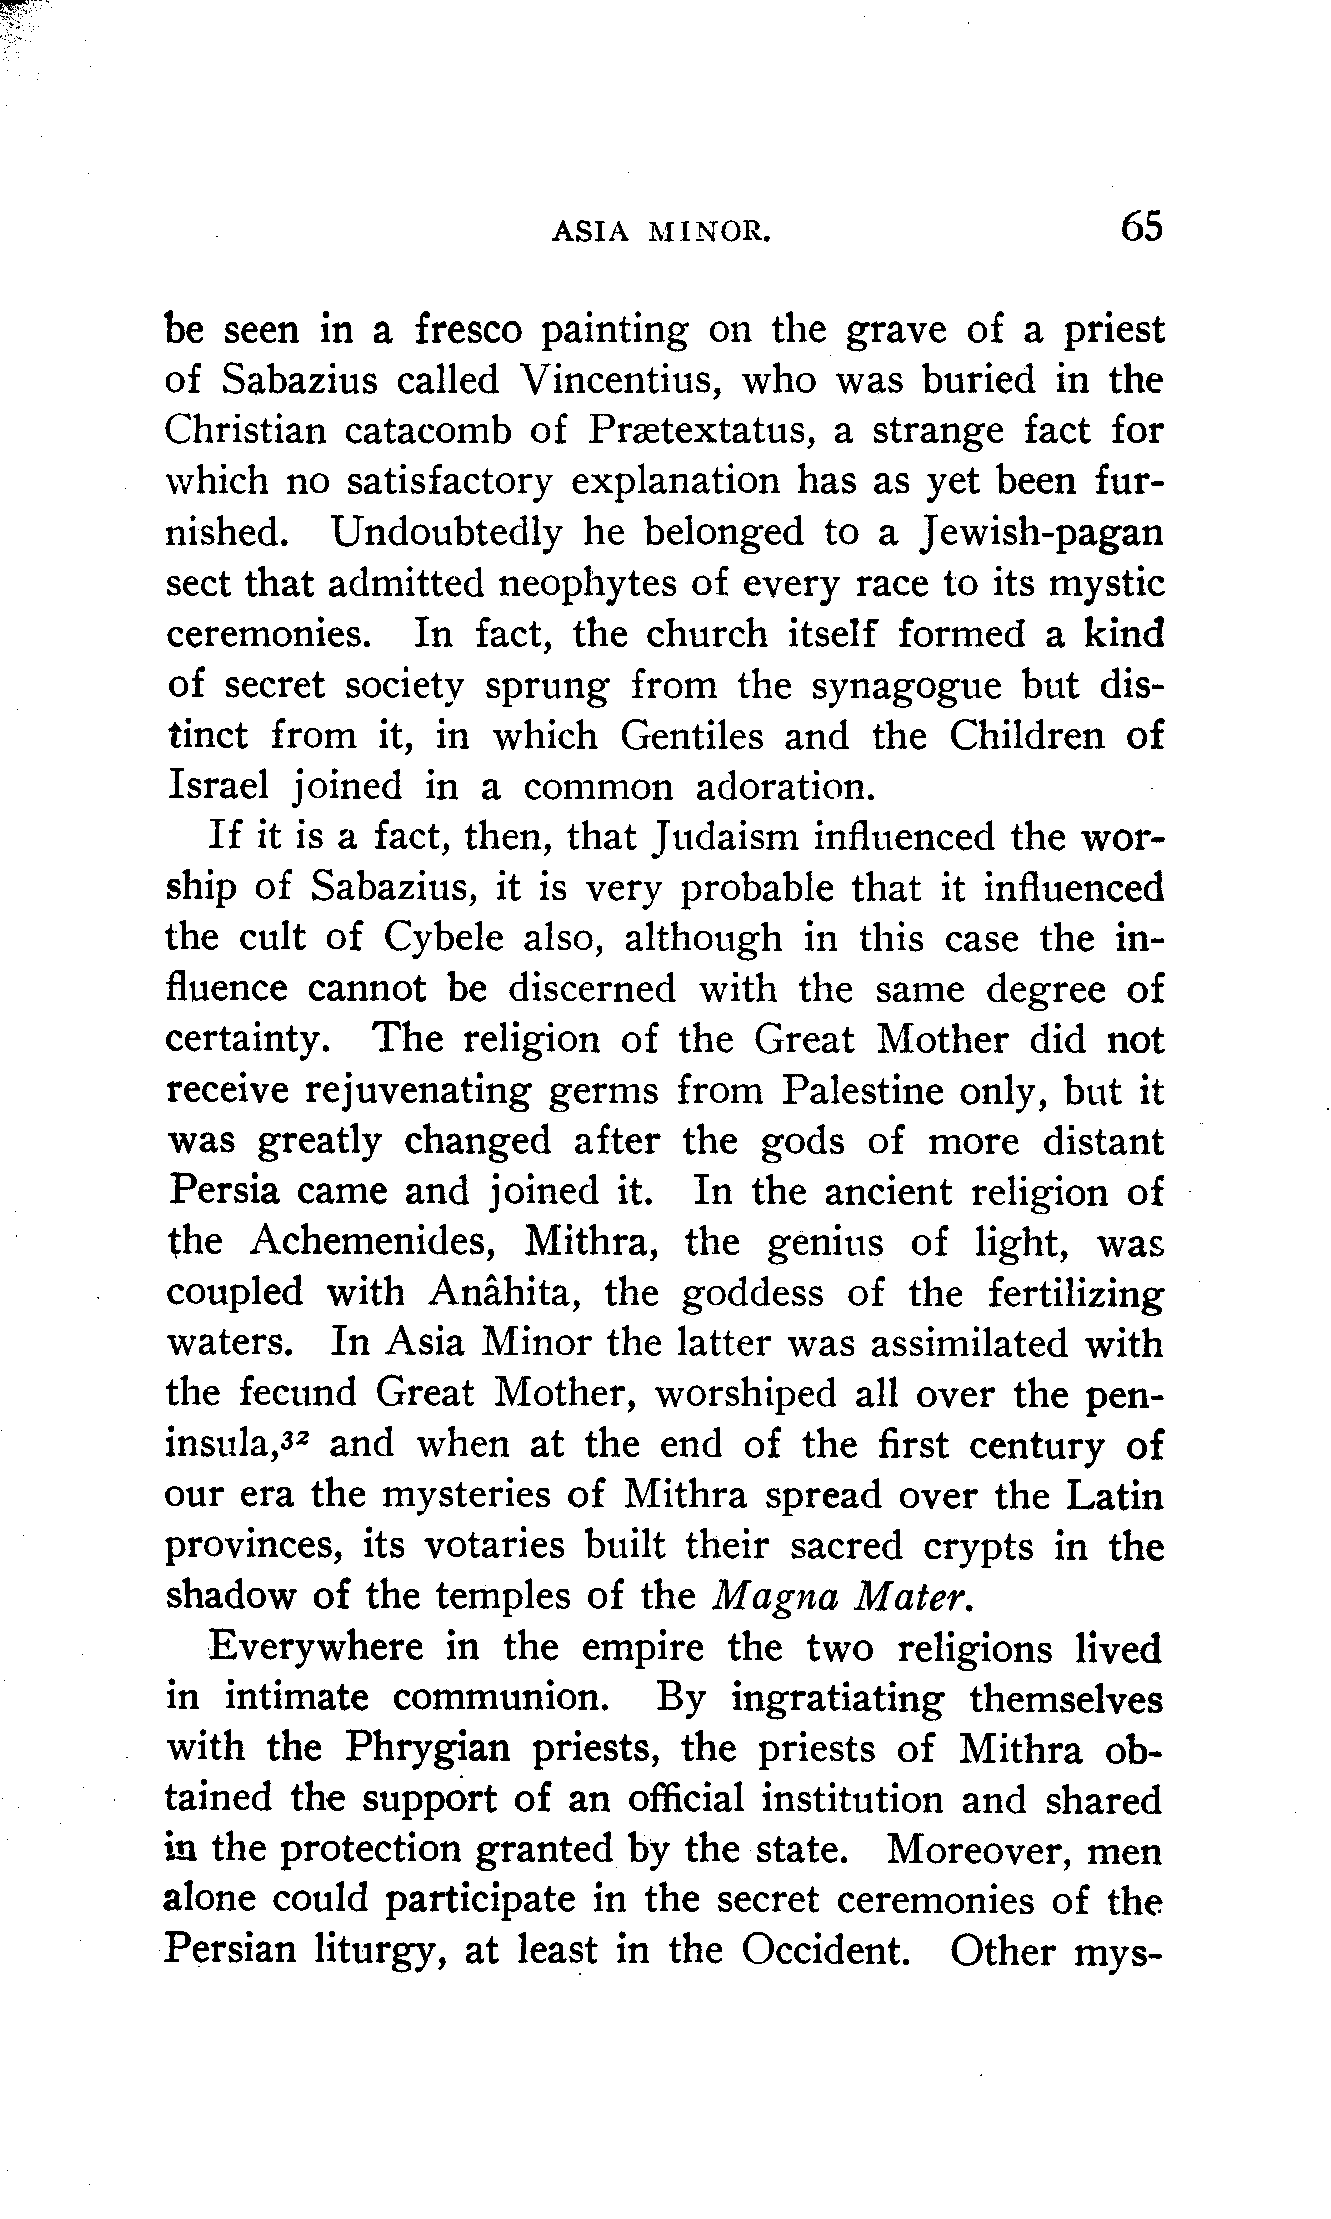 ASIA MINOR. 65
be seen in a fresco painting on the grave of a priest
of Sabazius called Vincentius, who was buried in the
Christian catacomb of Prætextatus, a strange fact for
which no satisfactory explanation has as yet been fur-
nished. Undoubtedly he belonged to a Jewish-pagan
sect that admitted neophytes of every race to its mystic
ceremonies. In fact, the church itself formed a kind
of secret society sprung from the synagogue but dis-
tinct from it, in which Gentiles and the Children of
Israel joined in a common adoration.
If it is a fact, then, that Judaism influenced the wor-
ship of Sabazius, it is very probable that it influenced
the cult of Cybele also, although in this case the in-
fluence cannot be discerned with the same degree of
certainty. The religion of the Great Mother did not
receive rejuvenating germs from Palestine only, but it
was greatly changed after the gods of more distant
Persia came and joined it. In the ancient religion of
the Achemenides, Mithra, the genius of light, was
coupled with Anâhita, the goddess of the fertilizing
waters. In Asia Minor the latter was assimilated with
the fecund Great Mother, worshiped all over the pen-
insula,³² and when at the end of the first century of
our era the mysteries of Mithra spread over the Latin
provinces, its votaries built their sacred crypts in the
shadow of the temples of the Magna Mater.
Everywhere in the empire the two religions lived
in intimate communion. By ingratiating themselves
with the Phrygian priests, the priests of Mithra ob-
tained the support of an official institution and shared
in the protection granted by the state. Moreover, men
alone could participate in the secret ceremonies of the
Persian liturgy, at least in the Occident. Other mys-